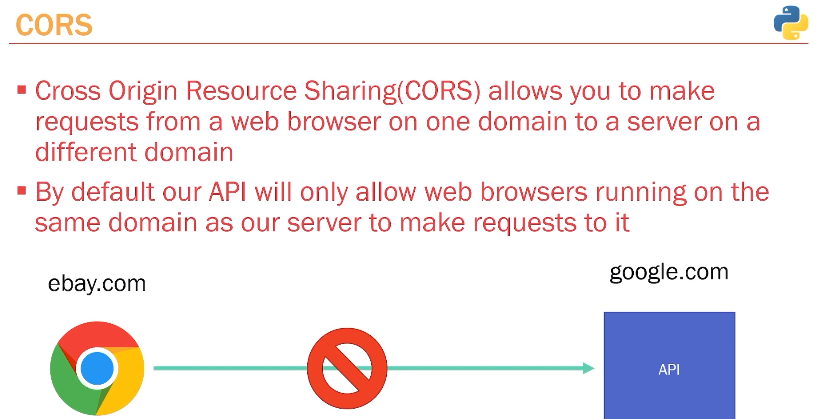 CORS
Cross Origin Resource Sharing(CORS) allows you to make
requests from a web browser on one domain to a server on a
different domain
By default our API will only allow web browsers running on the
same domain as our server to make requests to it
ebay.com
google.com
API